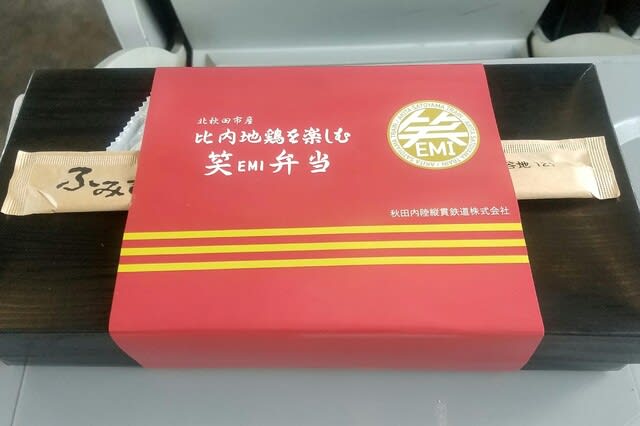 北秋田市産
比内地鶏を楽しむ
笑EMI弁当
笑
EMI
秋田内陸縦貫鉄道株式会社
ふみ